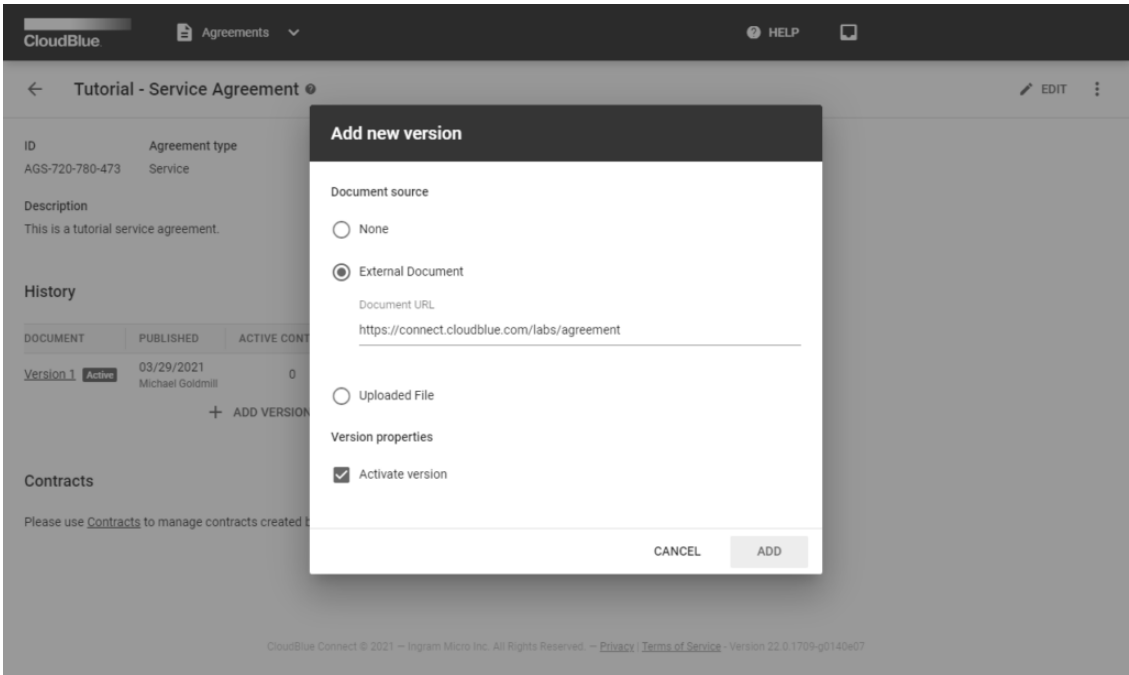 CloudBlue
Agreements
HELP
Tutorial - Service Agreement
EDIT
ID
Agreement type
AGS-720-780-473
Service
Description
This is a tutorial service agreement.
History
DOCUMENT PUBLISHED ACTIVE CONT
Version 1 Active 03/29/2021 0
Michael Goldmill
+ ADD VERSION
Contracts
Please use Contracts to manage contracts created b
Add new version
Document source
None
External Document
Document URL
https://connect.cloudblue.com/labs/agreement
Uploaded File
Version properties
Activate version
CANCEL ADD
CloudBlue Connect © 2021 — Ingram Micro Inc. All Rights Reserved. — Privacy | Terms of Service - Version 22.0.1709-g0140e07